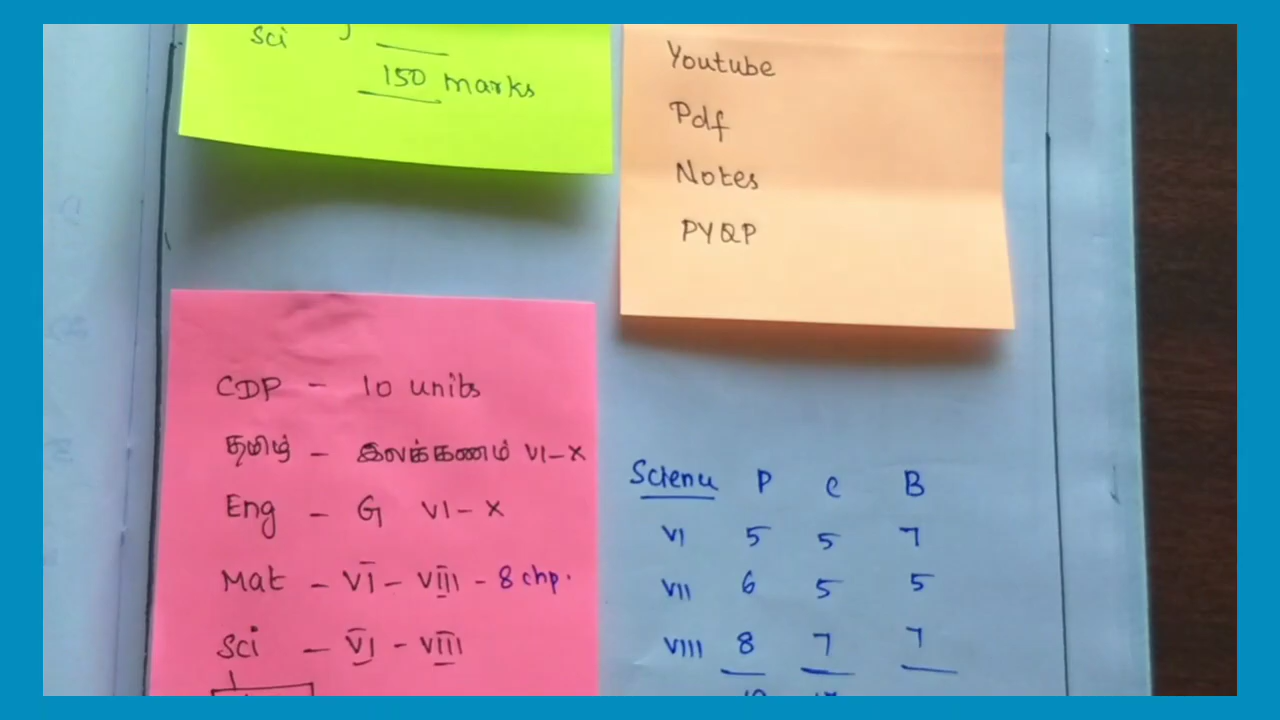 Sci
150 marks
Youtube
Pdf
Notes
PYQP
CDP - 10 units
தமிழ் - இலக்கணம் VI-X
Eng - G VI-X
Mat - VI - VIII - 8 chp.
Sci - VI - VIII
Science P C B
VI 5 5 7
VII 6 5 5
VIII 8 7 7